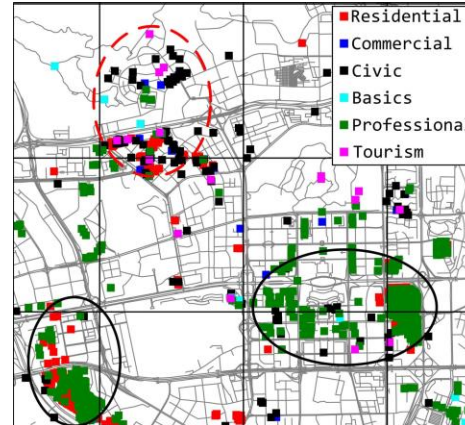 Residential
Commercial
Civic
Basics
Professional
Tourism